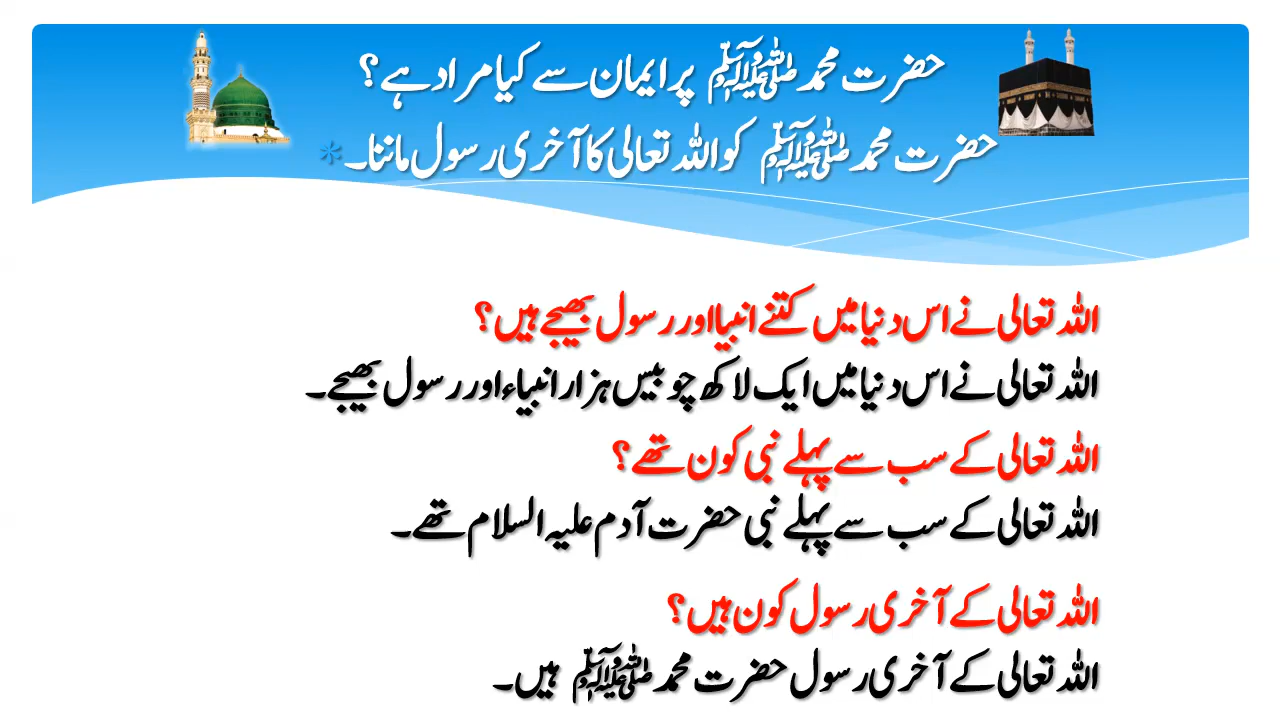 حضرت محمد ﷺ پر ایمان سے کیا مراد ہے؟
حضرت محمد ﷺ کو اللہ تعالی کا آخری رسول ماننا۔*
اللہ تعالی نے اس دنیا میں کتنے انبیا اور رسول بھیجے ہیں؟
اللہ تعالی نے اس دنیا میں ایک لاکھ چوبیس ہزار انبیاء اور رسول بھیجے۔
اللہ تعالی کے سب سے پہلے نبی کون تھے؟
اللہ تعالی کے سب سے پہلے نبی حضرت آدم علیہ السلام تھے۔
اللہ تعالی کے آخری رسول کون ہیں؟
اللہ تعالی کے آخری رسول حضرت محمد ﷺ ہیں۔